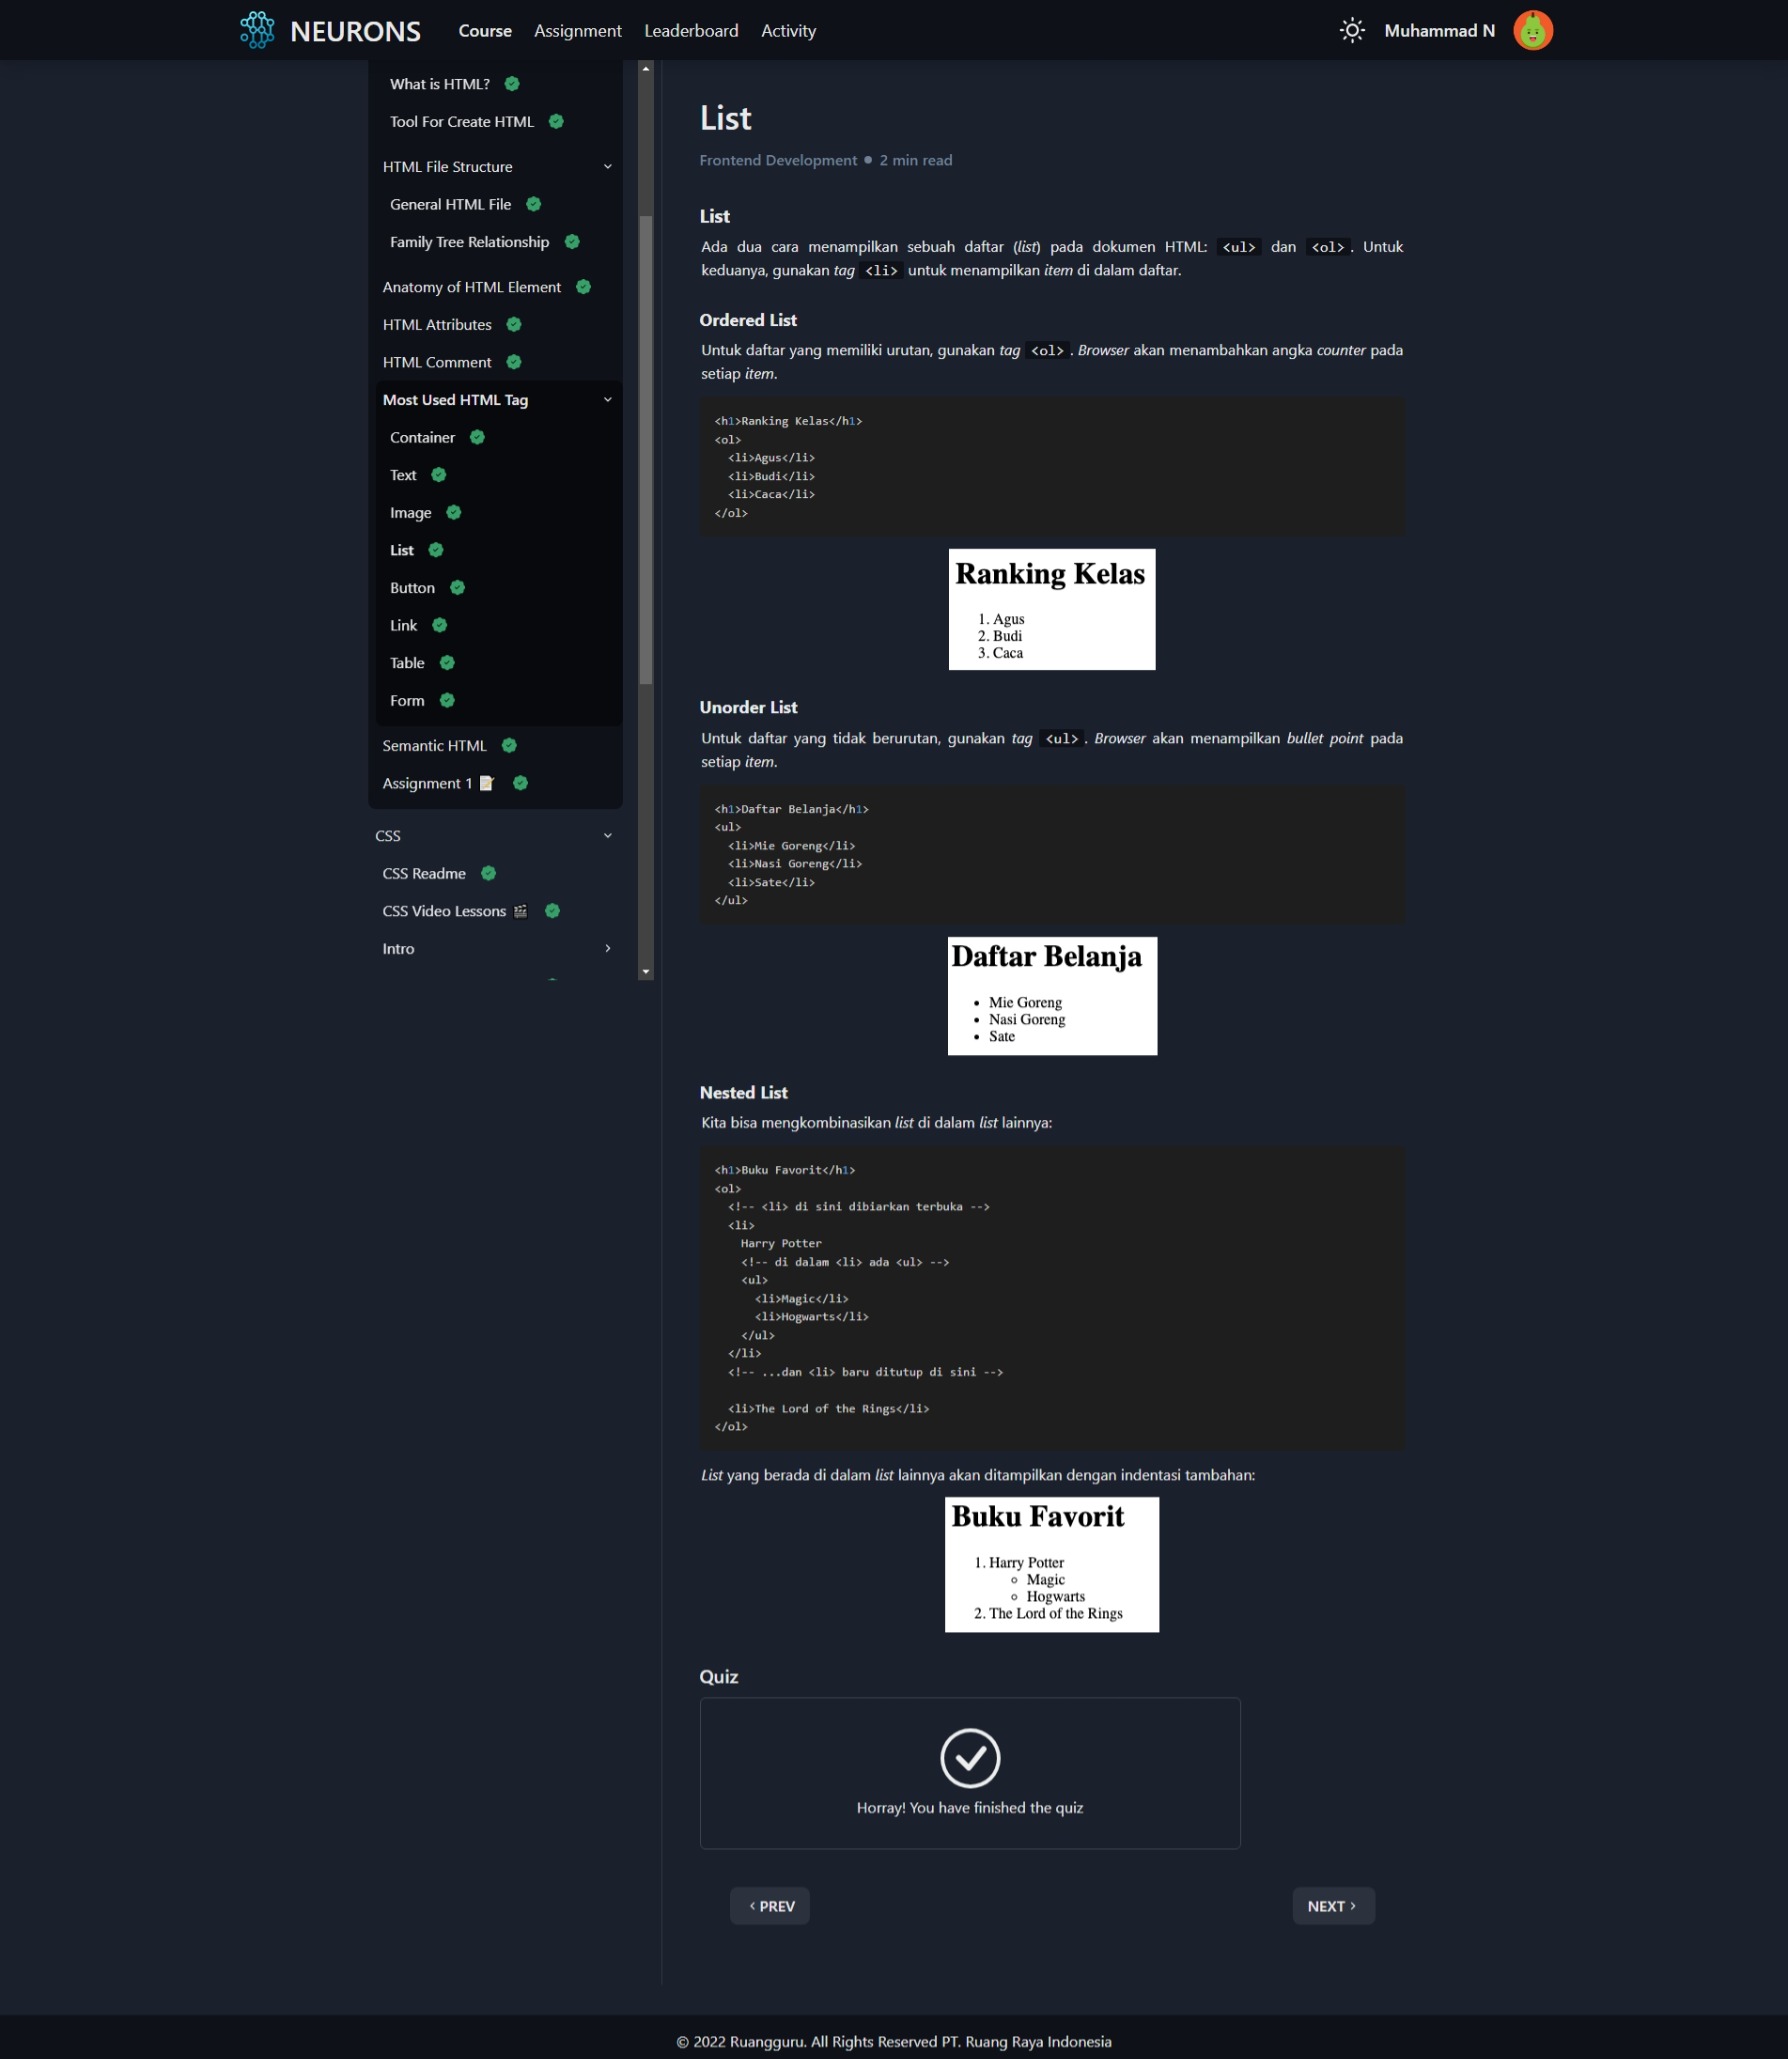 NEURONS
Course
Assignment
Leaderboard
Activity
Muhammad N
What is HTML?
Tool For Create HTML
HTML File Structure
General HTML File
Family Tree Relationship
Anatomy of HTML Element
HTML Attributes
HTML Comment
Most Used HTML Tag
Container
Text
Image
List
Button
Link
Table
Form
Semantic HTML
Assignment 1 📝
CSS
CSS Readme
CSS Video Lessons 🎬
Intro
List
Frontend Development ● 2 min read
List
Ada dua cara menampilkan sebuah daftar (list) pada dokumen HTML: <ul> dan <ol>. Untuk
keduanya, gunakan tag <li> untuk menampilkan item di dalam daftar.
Ordered List
Untuk daftar yang memiliki urutan, gunakan tag <ol>. Browser akan menambahkan angka counter pada
setiap item.
<h1>Ranking Kelas</h1>
<ol>
  <li>Agus</li>
  <li>Budi</li>
  <li>Caca</li>
</ol>
Ranking Kelas
1. Agus
2. Budi
3. Caca
Unorder List
Untuk daftar yang tidak berurutan, gunakan tag <ul>. Browser akan menampilkan bullet point pada
setiap item.
<h1>Daftar Belanja</h1>
<ul>
  <li>Mie Goreng</li>
  <li>Nasi Goreng</li>
  <li>Sate</li>
</ul>
Daftar Belanja
• Mie Goreng
• Nasi Goreng
• Sate
Nested List
Kita bisa mengkombinasikan list di dalam list lainnya:
<h1>Buku Favorit</h1>
<ol>
  <!-- <li> di sini dibiarkan terbuka -->
  <li>
    Harry Potter
    <!-- di dalam <li> ada <ul> -->
    <ul>
      <li>Magic</li>
      <li>Hogwarts</li>
    </ul>
  </li>
  <!-- ...dan <li> baru ditutup di sini -->
  <li>The Lord of the Rings</li>
</ol>
List yang berada di dalam list lainnya akan ditampilkan dengan indentasi tambahan:
Buku Favorit
1. Harry Potter
○ Magic
○ Hogwarts
2. The Lord of the Rings
Quiz
Horray! You have finished the quiz
‹ PREV
NEXT ›
© 2022 Ruangguru. All Rights Reserved PT. Ruang Raya Indonesia